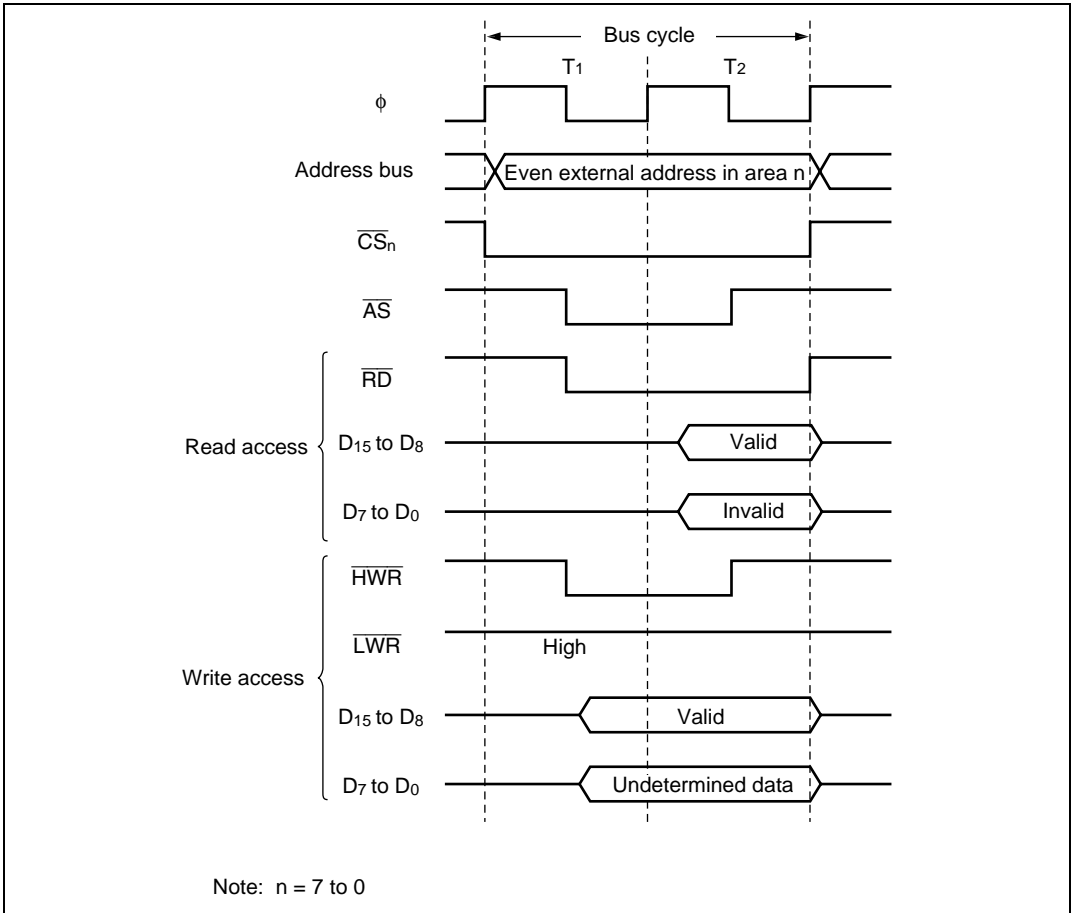 Bus cycle
T1 T2
ϕ
Address bus Even external address in area n
CSn
AS
RD
Read access
D15 to D8 Valid
D7 to D0 Invalid
HWR
LWR High
Write access
D15 to D8 Valid
D7 to D0 Undetermined data
Note: n = 7 to 0